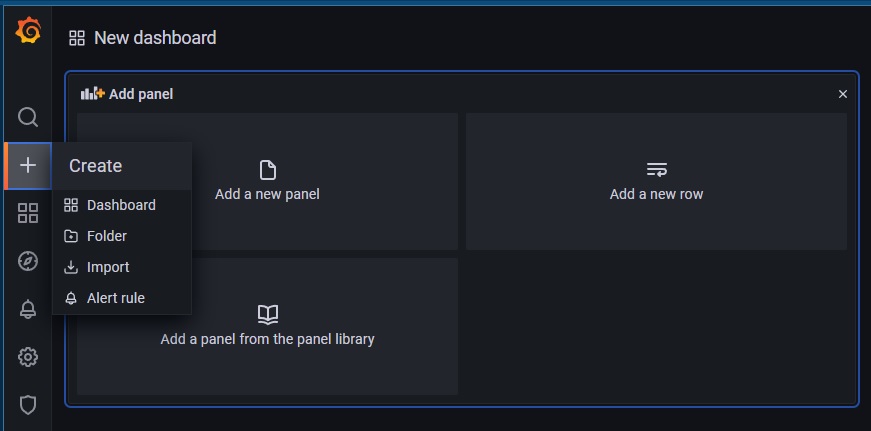 New dashboard
Add panel
Create
Dashboard
Folder
Import
Alert rule
Add a new panel
Add a new row
Add a panel from the panel library